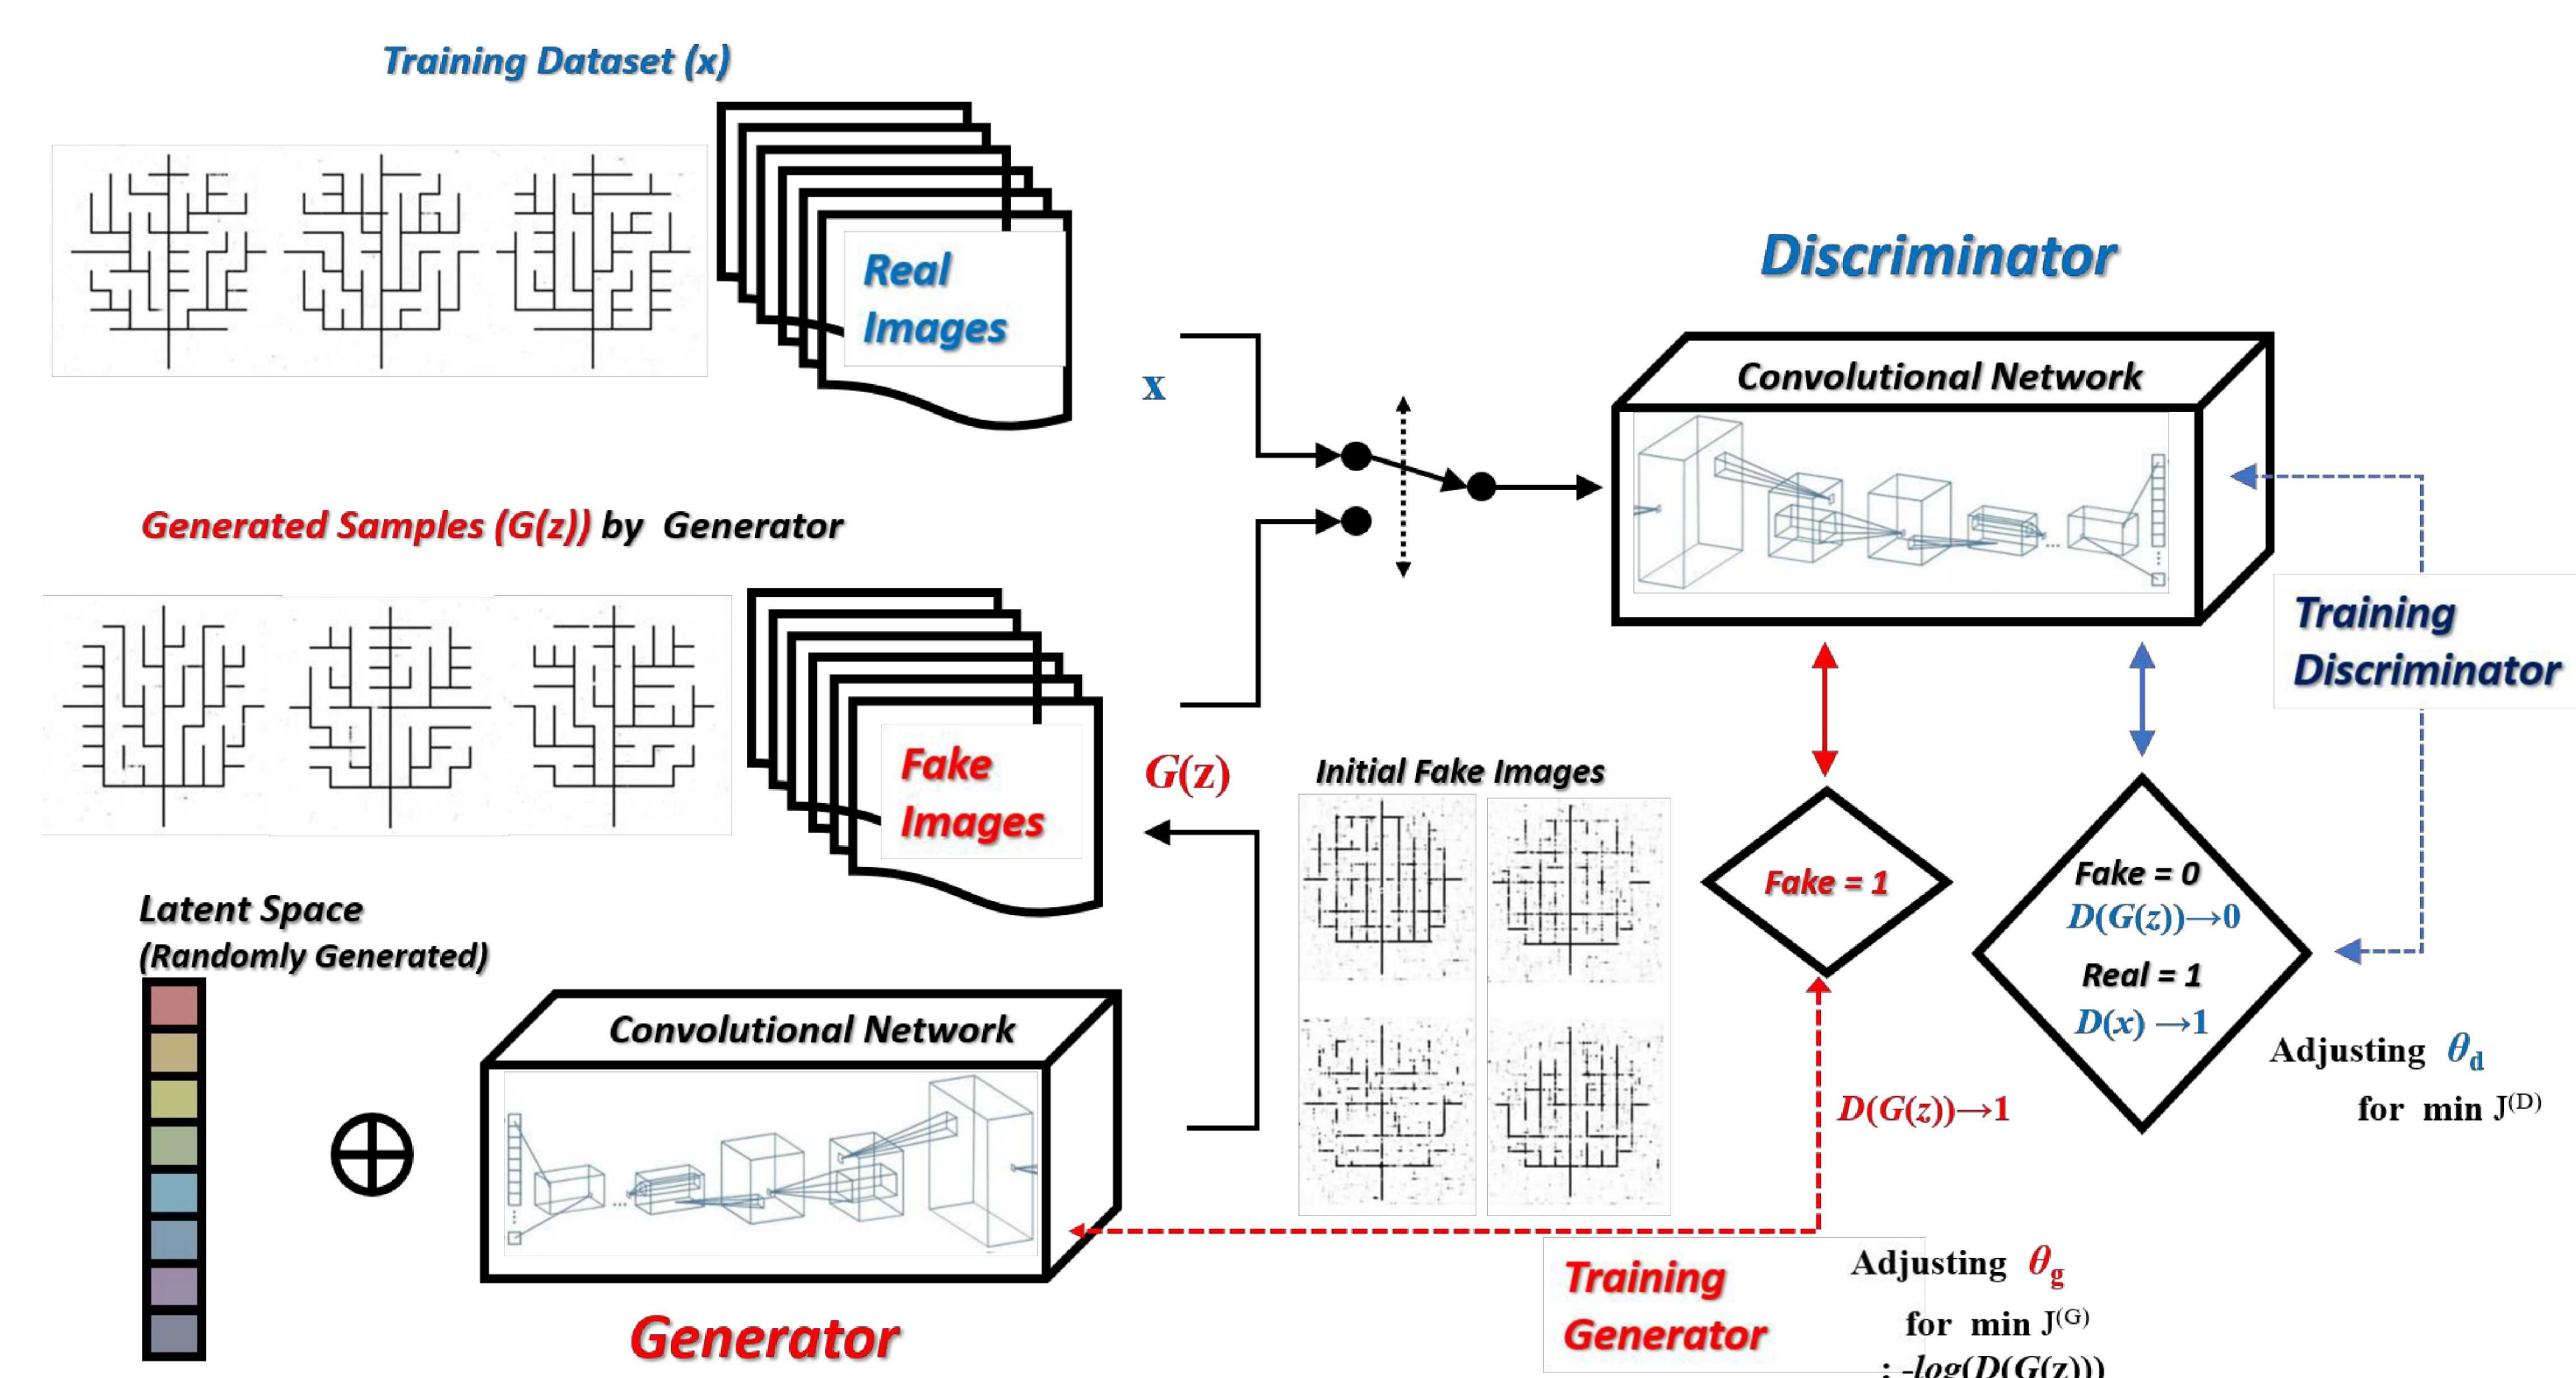 Training Dataset (x)
Real
Images
x
Discriminator
Convolutional Network
Training
Discriminator
Generated Samples (G(z)) by Generator
Fake
Images
G(z)
Initial Fake Images
Fake = 1
Fake = 0
D(G(z))→0
Real = 1
D(x) →1
Adjusting θd
for min J(D)
D(G(z))→1
Latent Space
(Randomly Generated)
Convolutional Network
Generator
Training
Generator
Adjusting θg
for min J(G)
: -log(D(G(z)))